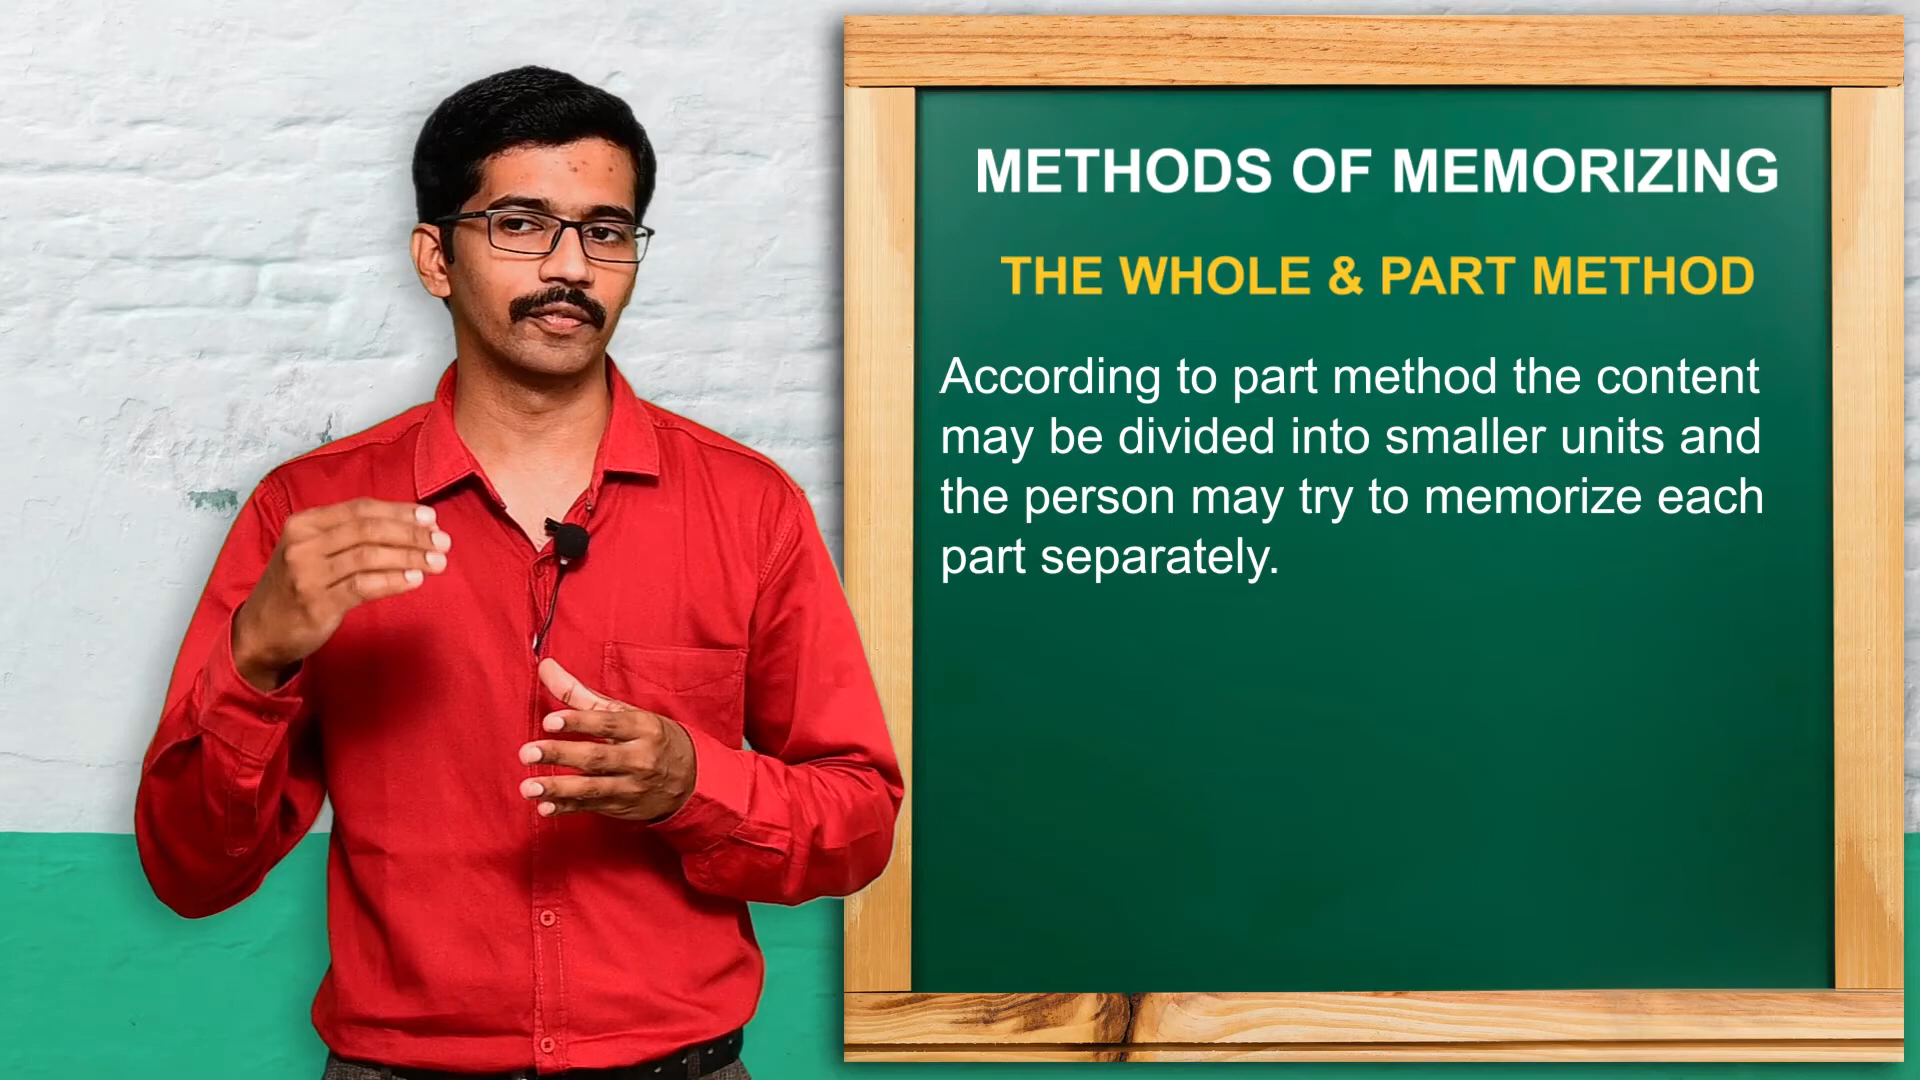 METHODS OF MEMORIZING
THE WHOLE & PART METHOD
According to part method the content
may be divided into smaller units and
the person may try to memorize each
part separately.